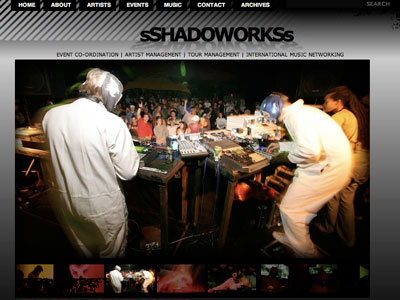 HOME ABOUT ARTISTS EVENTS MUSIC CONTACT ARCHIVES SEARCH
sSHADOWORKSs
EVENT CO-ORDINATION | ARTIST MANAGEMENT | TOUR MANAGEMENT | INTERNATIONAL MUSIC NETWORKING